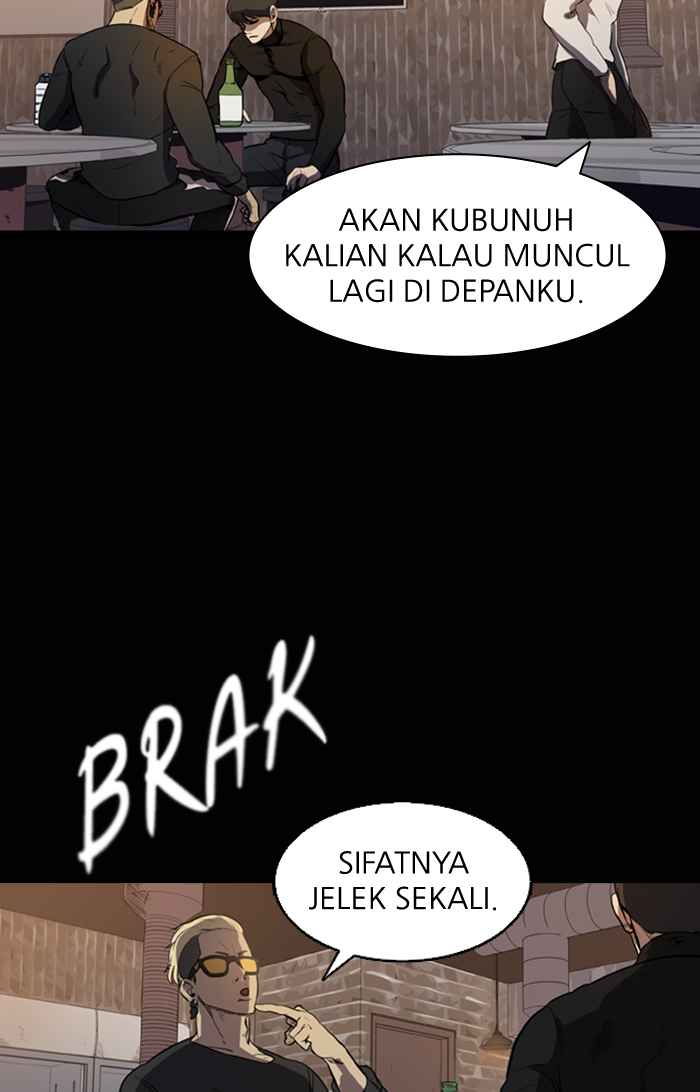 AKAN KUBUNUH
KALIAN KALAU MUNCUL
LAGI DI DEPANKU.
BRAK
SIFATNYA
JELEK SEKALI.